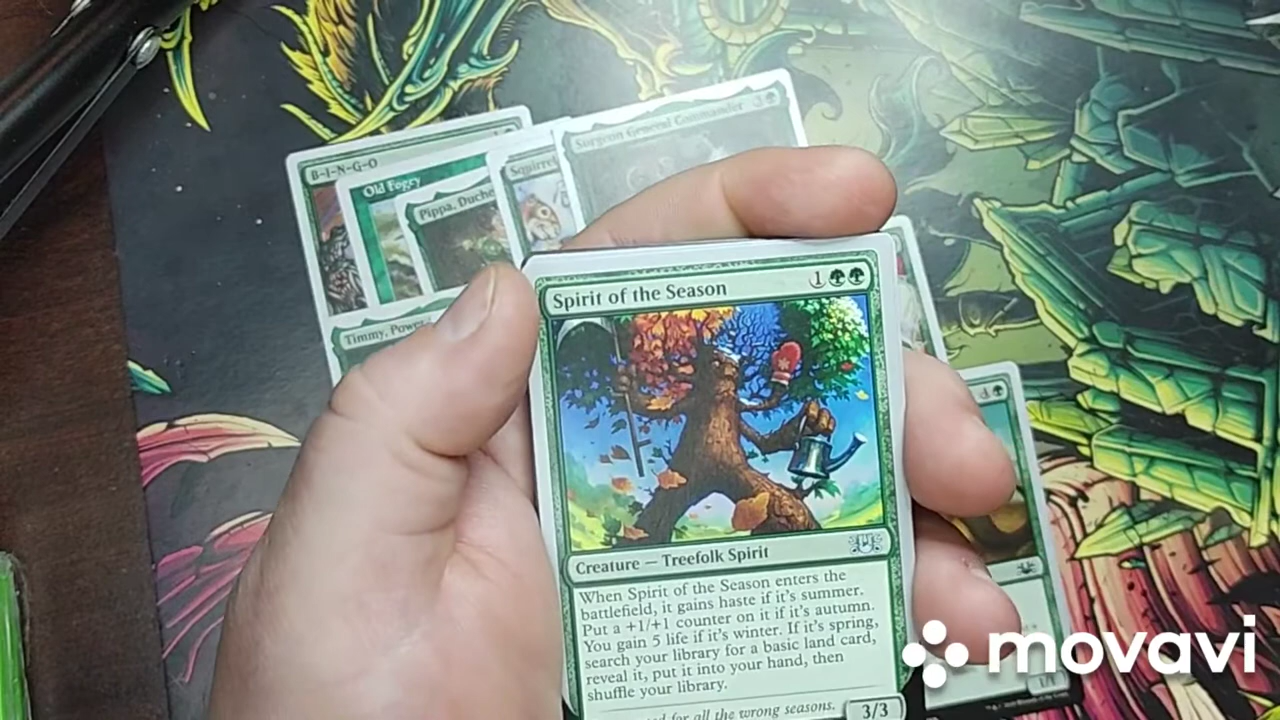 B-I-N-G-O
Old Fogey
Pippa, Duche
Squirrel
Surgeon General Commander 3
Timmy, Power
Spirit of the Season 1
Creature — Treefolk Spirit
When Spirit of the Season enters the
battlefield, it gains haste if it's summer.
Put a +1/+1 counter on it if it's autumn.
You gain 5 life if it's winter. If it's spring,
search your library for a basic land card,
reveal it, put it into your hand, then
shuffle your library.
for all the wrong seasons.
3/3
1/1
movavi